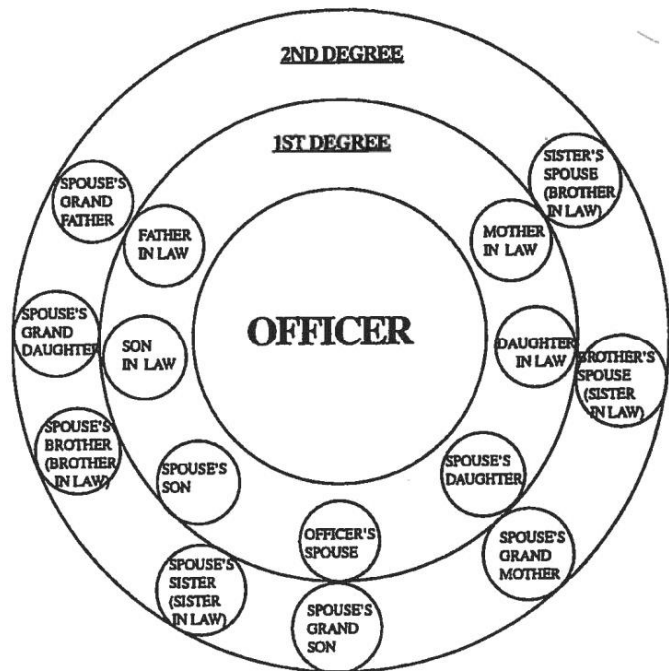 2ND DEGREE
1ST DEGREE
SISTER'S
SPOUSE
(BROTHER
IN LAW)
SPOUSE'S
GRAND
FATHER
FATHER
IN LAW
MOTHER
IN LAW
OFFICER
SPOUSE'S
GRAND
DAUGHTER
SON
IN LAW
DAUGHTER
IN LAW
BROTHER'S
SPOUSE
(SISTER
IN LAW)
SPOUSE'S
BROTHER
(BROTHER
IN LAW)
SPOUSE'S
SON
SPOUSE'S
DAUGHTER
OFFICER'S
SPOUSE
SPOUSE'S
GRAND
MOTHER
SPOUSE'S
SISTER
(SISTER
IN LAW)
SPOUSE'S
GRAND
SON